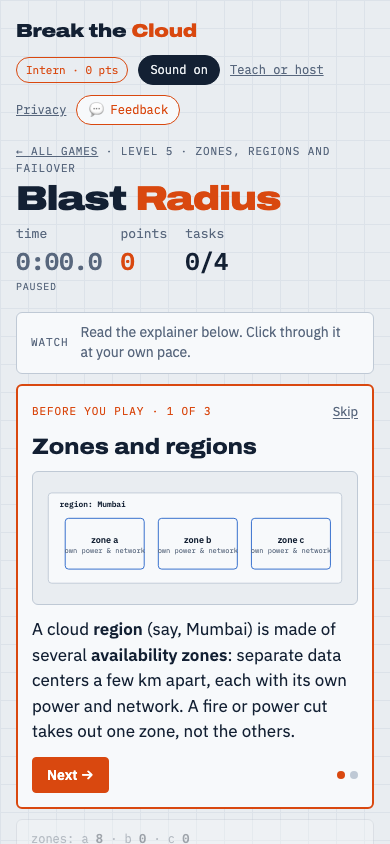 Break the Cloud
Intern · 0 pts
Sound on
Teach or host
Privacy
💬 Feedback
← ALL GAMES · LEVEL 5 · ZONES, REGIONS AND
FAILOVER
Blast Radius
time points tasks
0:00.0 0 0/4
PAUSED
WATCH
Read the explainer below. Click through it
at your own pace.
BEFORE YOU PLAY · 1 OF 3
Skip
Zones and regions
region: Mumbai
zone a zone b zone c
own power & network own power & network own power & network
A cloud region (say, Mumbai) is made of
several availability zones: separate data
centers a few km apart, each with its own
power and network. A fire or power cut
takes out one zone, not the others.
Next →
zones: a 8 · b 0 · c 0